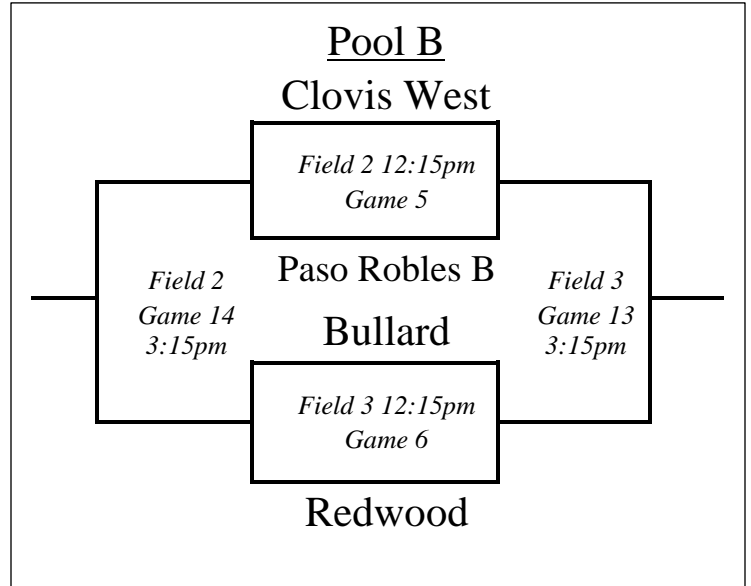 Pool B
Clovis West
Field 2 12:15pm
Game 5
Paso Robles B
Field 2
Game 14
3:15pm
Field 3
Game 13
3:15pm
Bullard
Field 3 12:15pm
Game 6
Redwood